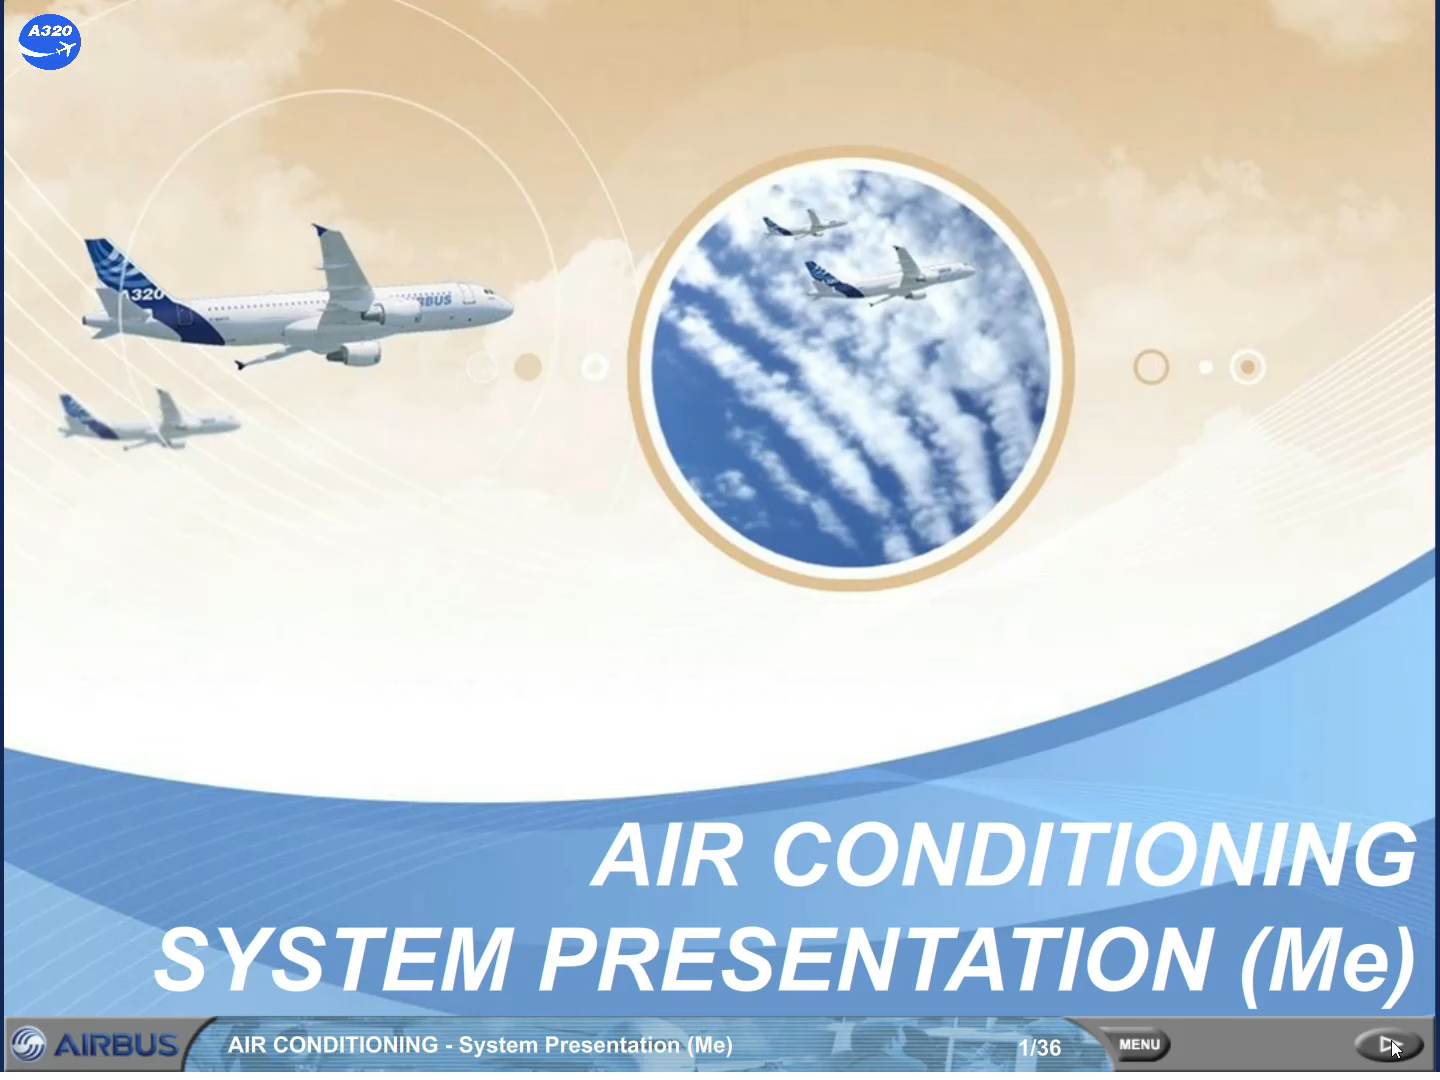 A320
A320
AIR CONDITIONING
SYSTEM PRESENTATION (Me)
AIRBUS
AIR CONDITIONING - System Presentation (Me)
1/36
MENU